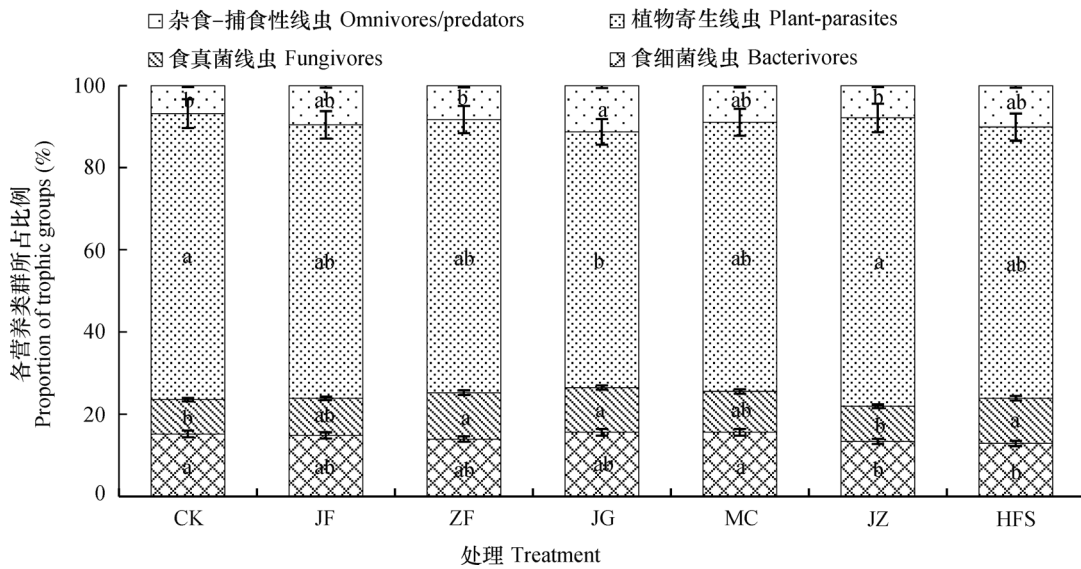 杂食–捕食性线虫 Omnivores/predators
植物寄生线虫 Plant-parasites
食真菌线虫 Fungivores
食细菌线虫 Bacterivores
各营养类群所占比例
Proportion of trophic groups (%)
100
80
60
40
20
0
b ab b a ab b ab
a ab ab b ab a ab
b ab a a ab b a
a ab ab ab a b b
CK JF ZF JG MC JZ HFS
处理 Treatment